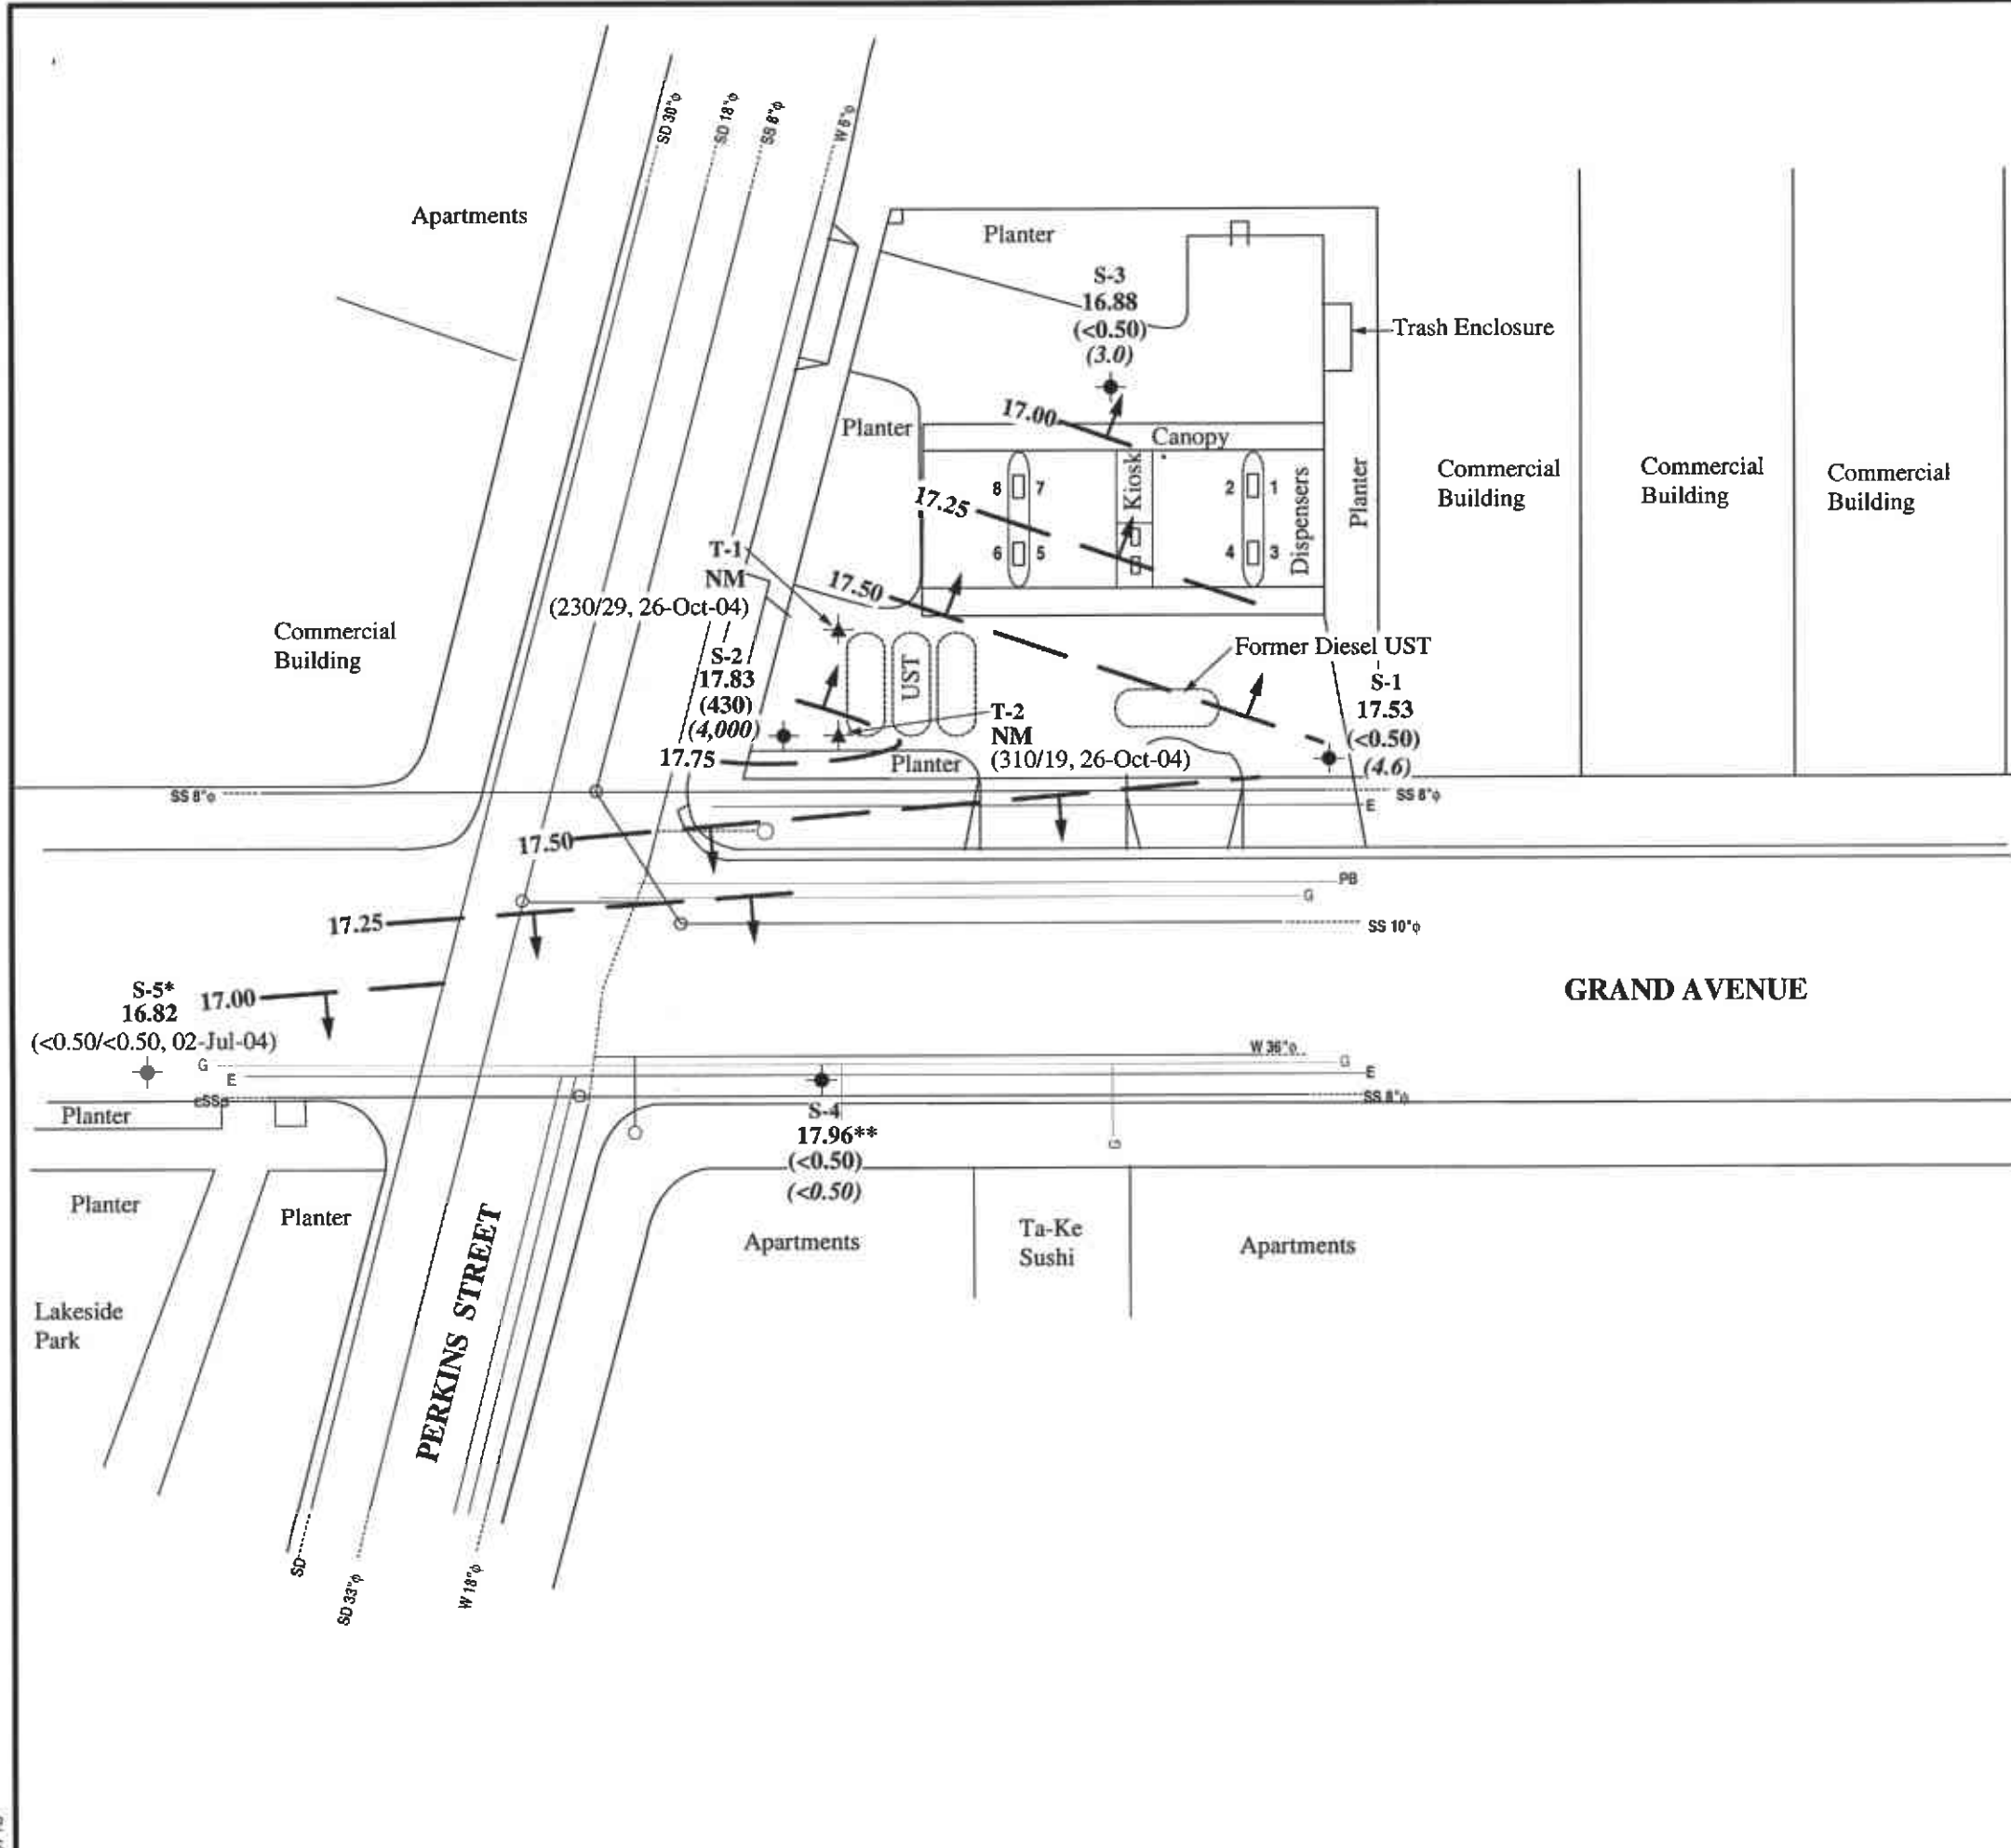 SD 30"φ
SD 18"φ
SS 8"φ
W 6"φ
Apartments
Planter
S-3
16.88
(<0.50)
(3.0)
Trash Enclosure
17.00
Planter
Canopy
Kiosk
8 7
2 1
6 5
4 3
Dispensers
Planter
Commercial
Building
Commercial
Building
Commercial
Building
17.25
T-1
NM
(230/29, 26-Oct-04)
17.50
Commercial
Building
S-2
17.83
(430)
(4,000)
UST
Former Diesel UST
S-1
17.53
(<0.50)
(4.6)
T-2
NM
(310/19, 26-Oct-04)
17.75
Planter
SS 8"φ
SS 8"φ
E
17.50
PB
G
17.25
SS 10"φ
GRAND AVENUE
S-5*
16.82
(<0.50/<0.50, 02-Jul-04)
17.00
G
E
W 36"φ
G
E
SS 8"φ
Planter
S-4
17.96**
(<0.50)
(<0.50)
G
Planter
Planter
Apartments
Ta-Ke
Sushi
Apartments
Lakeside
Park
PERKINS STREET
SD
SD 33"φ
W 18"φ